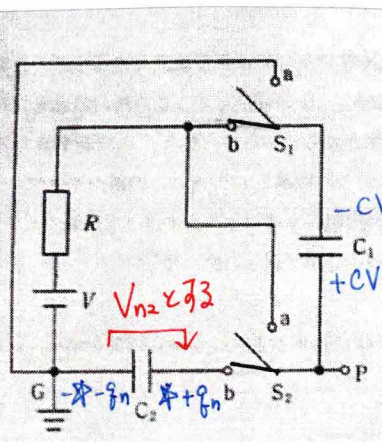 a
b S₁
-CV
R
C₁
+CV
V
Vn₂とする
a
G -qn C₂ +qn b S₂ P